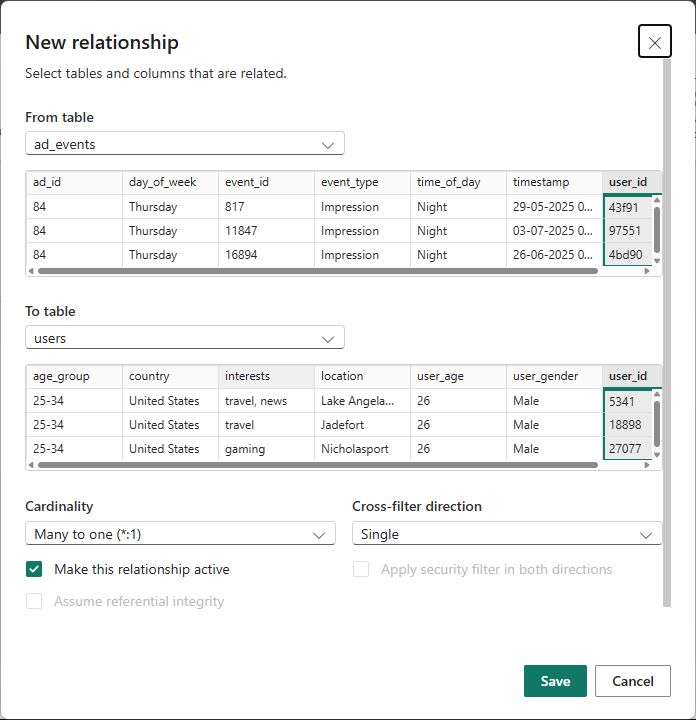 New relationship
Select tables and columns that are related.
From table
ad_events
ad_id day_of_week event_id event_type time_of_day timestamp user_id
84 Thursday 817 Impression Night 29-05-2025 0... 43f91
84 Thursday 11847 Impression Night 03-07-2025 0... 97551
84 Thursday 16894 Impression Night 26-06-2025 0... 4bd90
To table
users
age_group country interests location user_age user_gender user_id
25-34 United States travel, news Lake Angela... 26 Male 5341
25-34 United States travel Jadefort 26 Male 18898
25-34 United States gaming Nicholasport 26 Male 27077
Cardinality Cross-filter direction
Many to one (*:1) Single
Make this relationship active Apply security filter in both directions
Assume referential integrity
Save Cancel